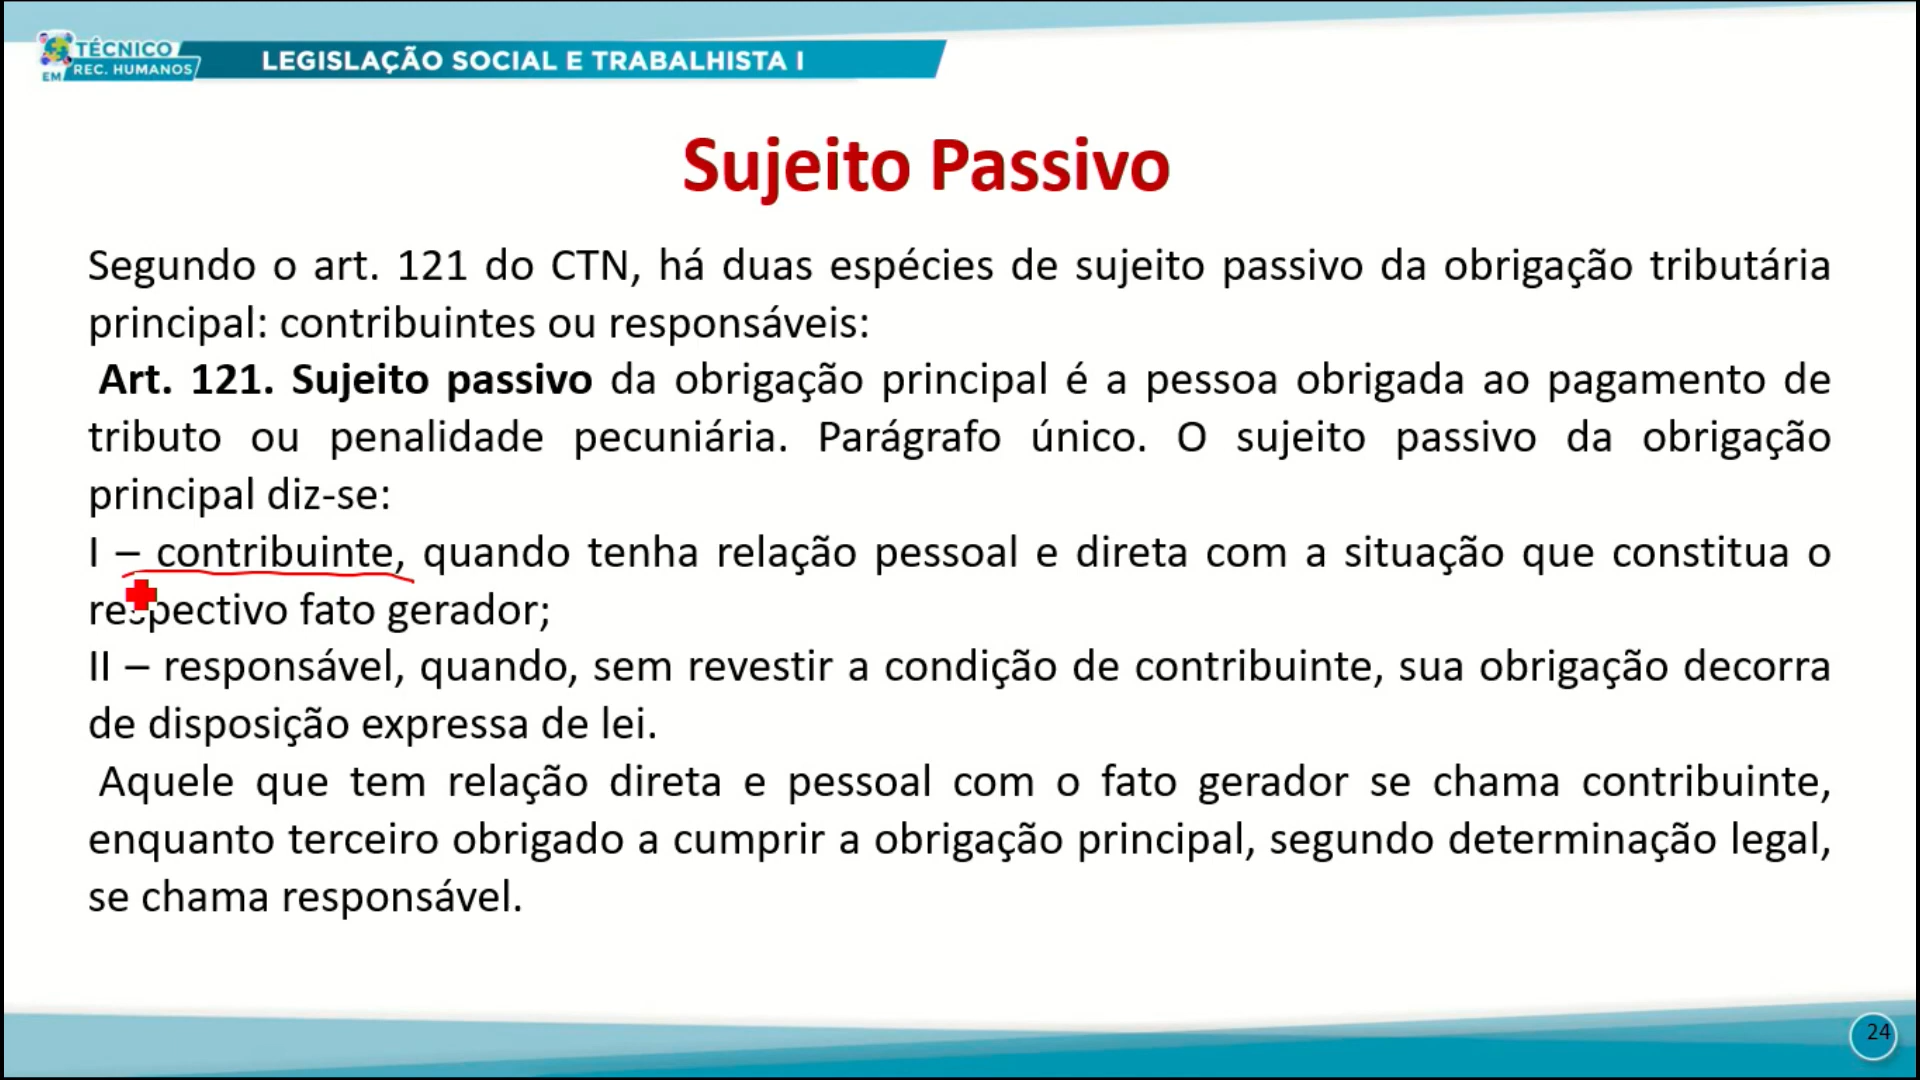 TÉCNICO
EM REC. HUMANOS
LEGISLAÇÃO SOCIAL E TRABALHISTA I
Sujeito Passivo
Segundo o art. 121 do CTN, há duas espécies de sujeito passivo da obrigação tributária
principal: contribuintes ou responsáveis:
Art. 121. Sujeito passivo da obrigação principal é a pessoa obrigada ao pagamento de
tributo ou penalidade pecuniária. Parágrafo único. O sujeito passivo da obrigação
principal diz-se:
I – contribuinte, quando tenha relação pessoal e direta com a situação que constitua o
respectivo fato gerador;
II – responsável, quando, sem revestir a condição de contribuinte, sua obrigação decorra
de disposição expressa de lei.
Aquele que tem relação direta e pessoal com o fato gerador se chama contribuinte,
enquanto terceiro obrigado a cumprir a obrigação principal, segundo determinação legal,
se chama responsável.
24